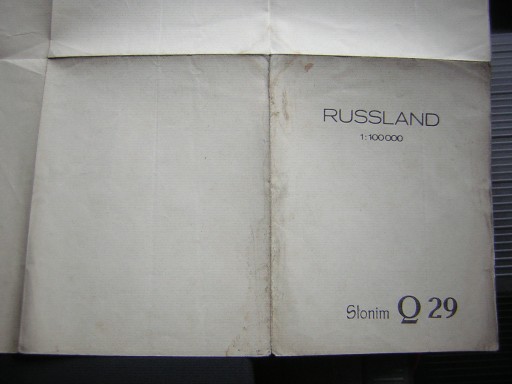 RUSSLAND
1:100000
Slonim Q 29